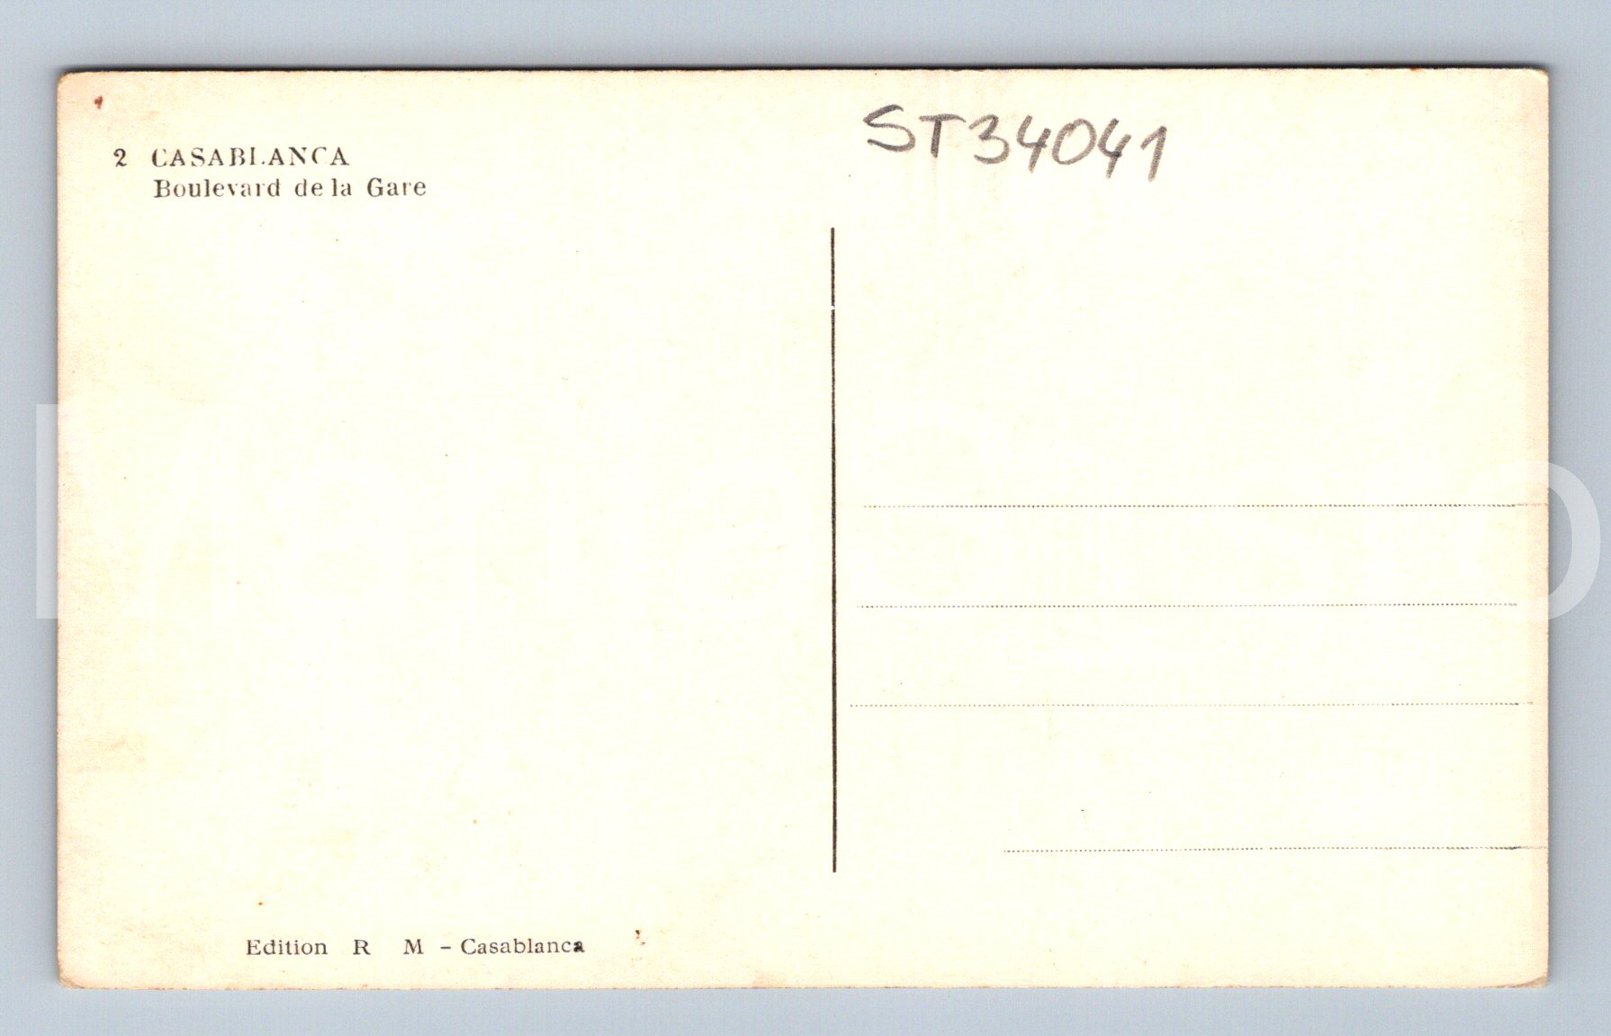 2 CASABLANCA
Boulevard de la Gare
ST34041
Edition R M - Casablanca